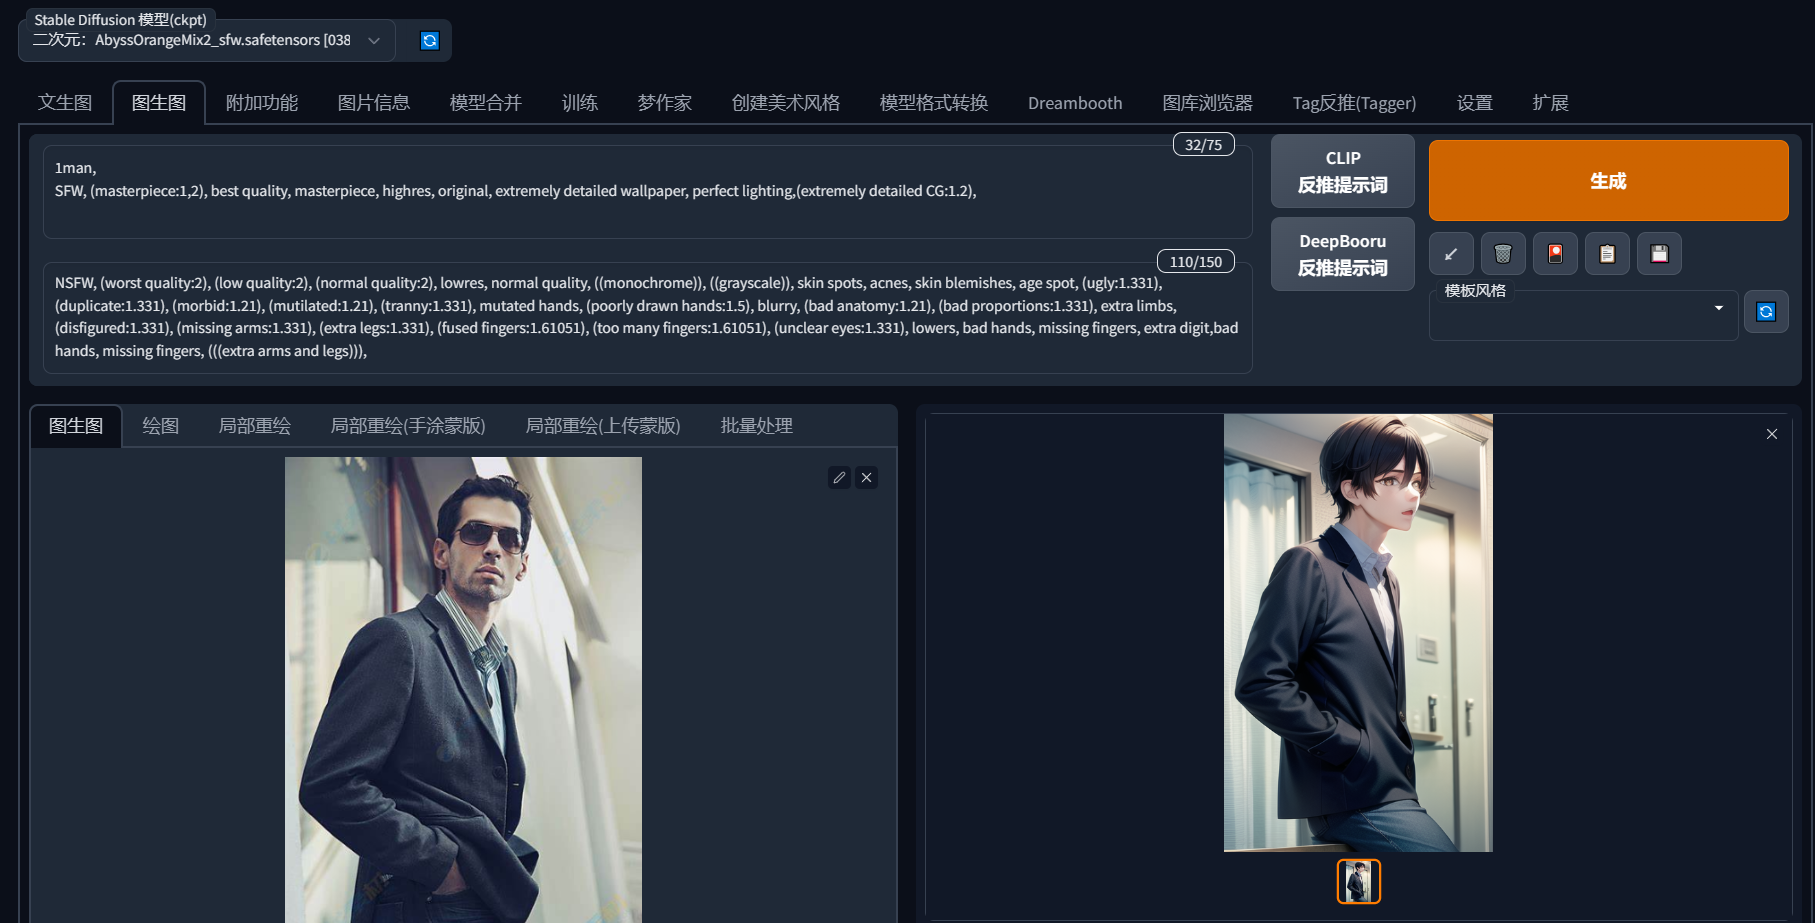 Stable Diffusion 模型(ckpt)
二次元：AbyssOrangeMix2_sfw.safetensors [038
文生图 图生图 附加功能 图片信息 模型合并 训练 梦作家 创建美术风格 模型格式转换 Dreambooth 图库浏览器 Tag反推(Tagger) 设置 扩展
32/75
1man,
SFW, (masterpiece:1,2), best quality, masterpiece, highres, original, extremely detailed wallpaper, perfect lighting,(extremely detailed CG:1.2),
CLIP
反推提示词
生成
110/150
NSFW, (worst quality:2), (low quality:2), (normal quality:2), lowres, normal quality, ((monochrome)), ((grayscale)), skin spots, acnes, skin blemishes, age spot, (ugly:1.331),
(duplicate:1.331), (morbid:1.21), (mutilated:1.21), (tranny:1.331), mutated hands, (poorly drawn hands:1.5), blurry, (bad anatomy:1.21), (bad proportions:1.331), extra limbs,
(disfigured:1.331), (missing arms:1.331), (extra legs:1.331), (fused fingers:1.61051), (too many fingers:1.61051), (unclear eyes:1.331), lowers, bad hands, missing fingers, extra digit,bad
hands, missing fingers, (((extra arms and legs))),
DeepBooru
反推提示词
模板风格
图生图 绘图 局部重绘 局部重绘(手涂蒙版) 局部重绘(上传蒙版) 批量处理